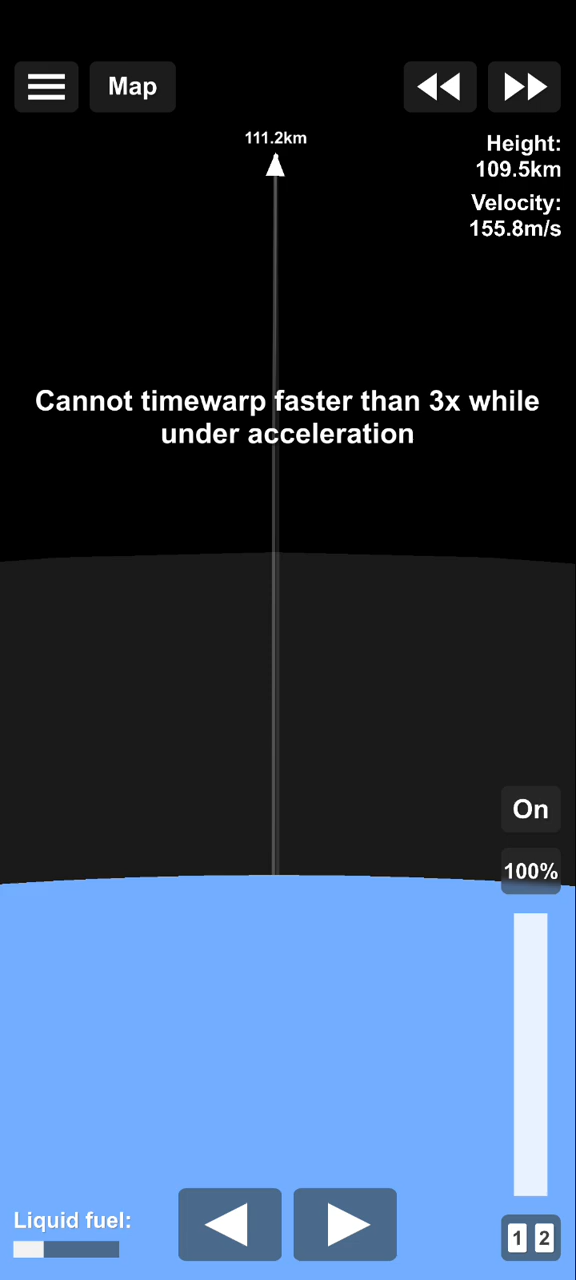 Map
111.2km
Height:
109.5km
Velocity:
155.8m/s
Cannot timewarp faster than 3x while
under acceleration
On
100%
Liquid fuel:
1 2